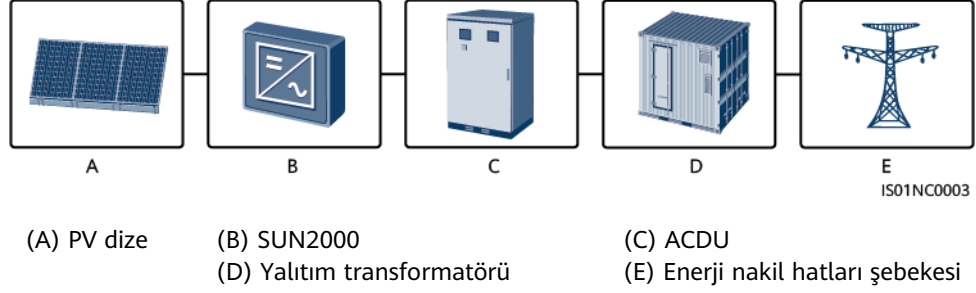 A B C D E
IS01NC0003
(A) PV dize (B) SUN2000 (C) ACDU
(D) Yalıtım transformatörü (E) Enerji nakil hatları şebekesi